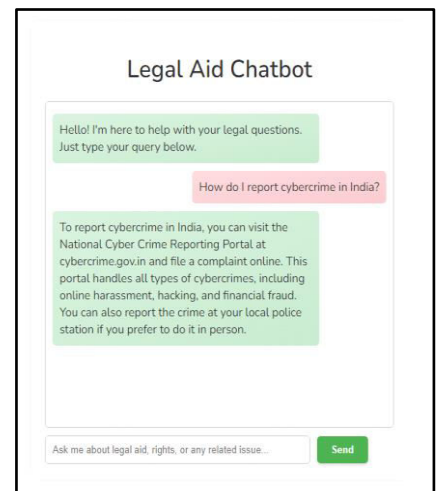 Legal Aid Chatbot
Hello! I'm here to help with your legal questions.
Just type your query below.
How do I report cybercrime in India?
To report cybercrime in India, you can visit the
National Cyber Crime Reporting Portal at
cybercrime.gov.in and file a complaint online. This
portal handles all types of cybercrimes, including
online harassment, hacking, and financial fraud.
You can also report the crime at your local police
station if you prefer to do it in person.
Ask me about legal aid, rights, or any related issue...
Send